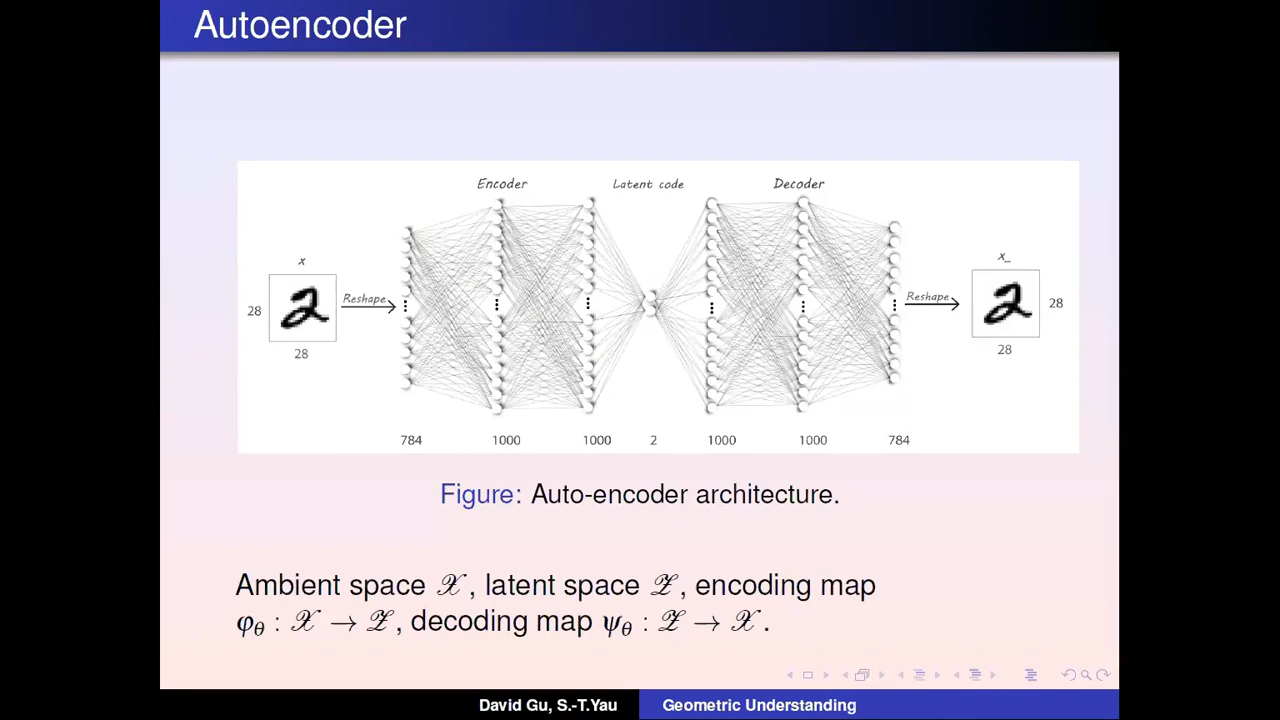 Autoencoder
Encoder Latent code Decoder
x x_
28 Reshape Reshape 28
28 28
784 1000 1000 2 1000 1000 784
Figure: Auto-encoder architecture.
Ambient space 𝒳, latent space 𝒵, encoding map
φθ : 𝒳 → 𝒵, decoding map ψθ : 𝒵 → 𝒳.
David Gu, S.-T.Yau Geometric Understanding